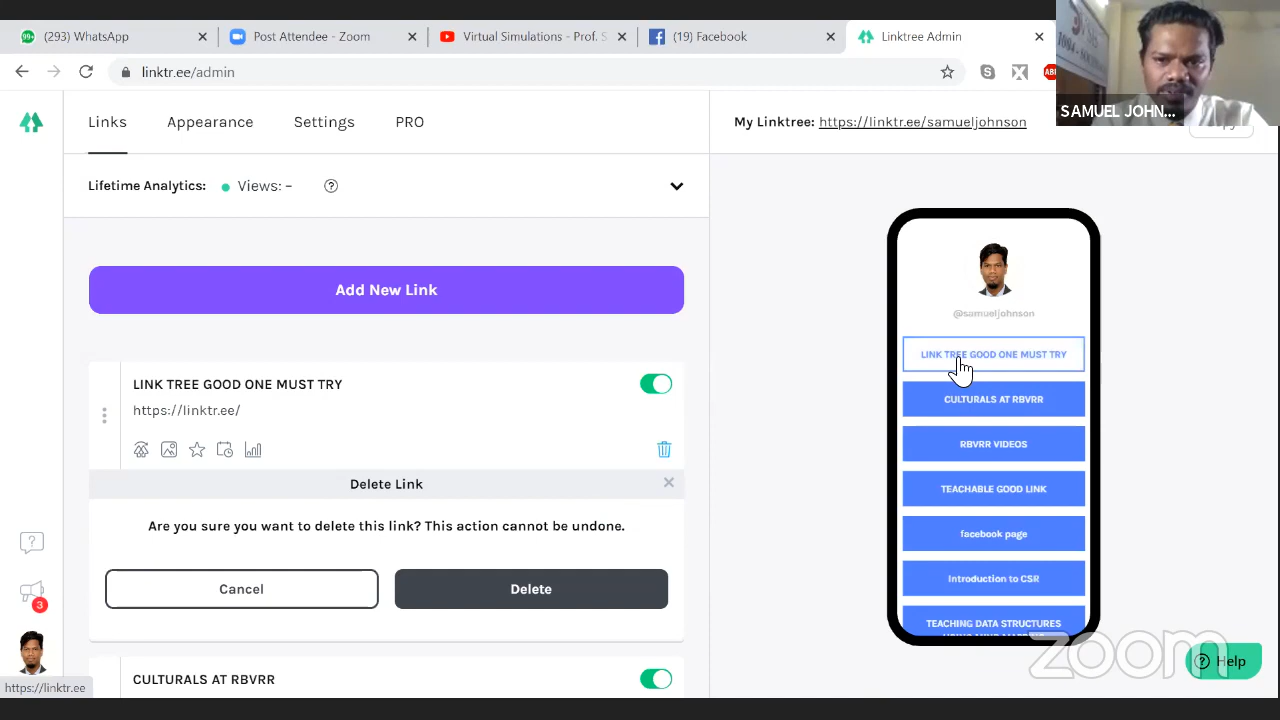 99+
(293) WhatsApp
Post Attendee - Zoom
Virtual Simulations - Prof. S
(19) Facebook
Linktree Admin
linktr.ee/admin
SAMUEL JOHN...
Links
Appearance
Settings
PRO
My Linktree: https://linktr.ee/samueljohnson
Lifetime Analytics:
Views: –
Add New Link
LINK TREE GOOD ONE MUST TRY
https://linktr.ee/
Delete Link
Are you sure you want to delete this link? This action cannot be undone.
Cancel
Delete
CULTURALS AT RBVRR
3
https://linktr.ee
@samueljohnson
LINK TREE GOOD ONE MUST TRY
CULTURALS AT RBVRR
RBVRR VIDEOS
TEACHABLE GOOD LINK
facebook page
Introduction to CSR
TEACHING DATA STRUCTURES
zoom
Help